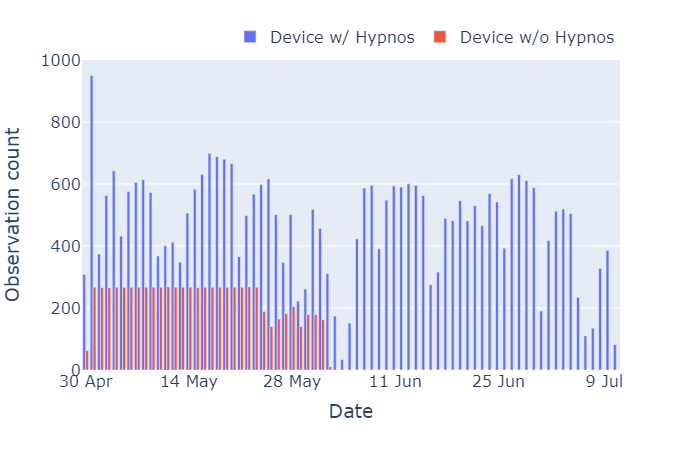 Device w/ Hypnos Device w/o Hypnos
1000
800
600
400
200
0
Observation count
30 Apr 14 May 28 May 11 Jun 25 Jun 9 Jul
Date